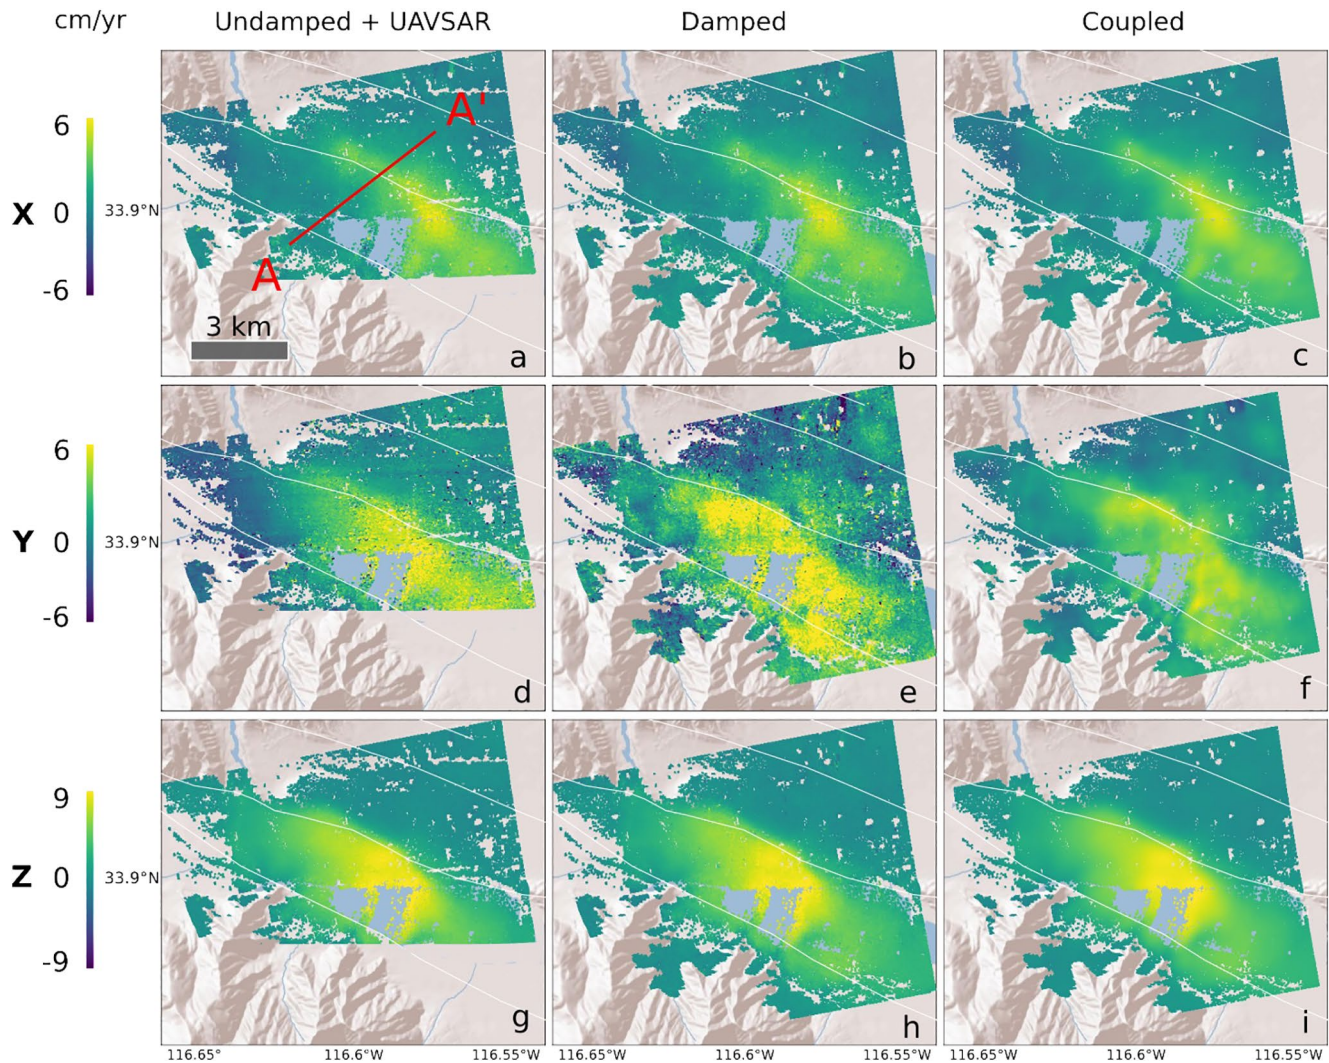 cm/yr
Undamped + UAVSAR
Damped
Coupled
6
X 0
-6
33.9°N
A'
A
3 km
a
b
c
6
Y 0
-6
33.9°N
d
e
f
9
Z 0
-9
33.9°N
g
h
i
116.65° 116.6°W 116.55°W 116.65°W 116.6°W 116.55°W 116.65°W 116.6°W 116.55°W